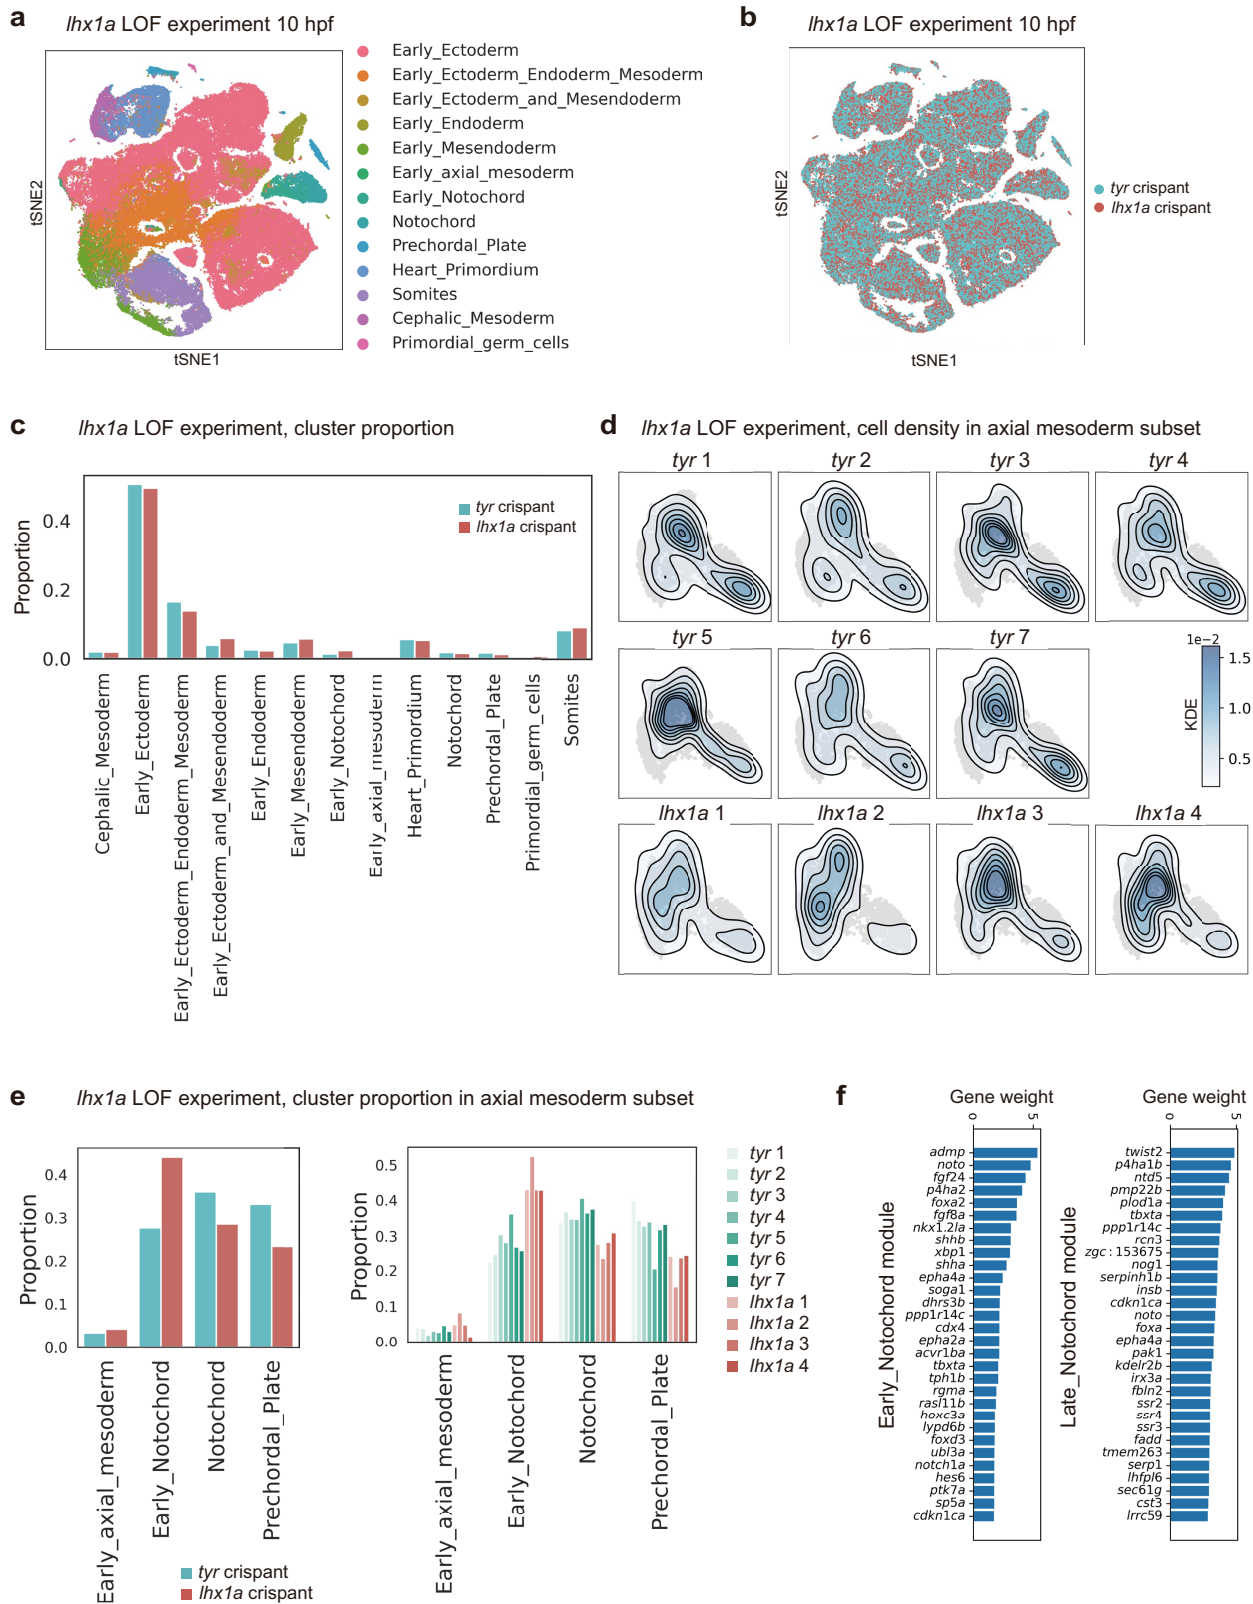 a
lhx1a LOF experiment 10 hpf
tSNE2
tSNE1
Early_Ectoderm
Early_Ectoderm_Endoderm_Mesoderm
Early_Ectoderm_and_Mesendoderm
Early_Endoderm
Early_Mesendoderm
Early_axial_mesoderm
Early_Notochord
Notochord
Prechordal_Plate
Heart_Primordium
Somites
Cephalic_Mesoderm
Primordial_germ_cells
b
lhx1a LOF experiment 10 hpf
tSNE2
tSNE1
tyr crispant
lhx1a crispant
c
lhx1a LOF experiment, cluster proportion
Proportion
0.4
0.2
0.0
tyr crispant
lhx1a crispant
Cephalic_Mesoderm
Early_Ectoderm
Early_Ectoderm_Endoderm_Mesoderm
Early_Ectoderm_and_Mesendoderm
Early_Endoderm
Early_Mesendoderm
Early_Notochord
Early_axial_mesoderm
Heart_Primordium
Notochord
Prechordal_Plate
Primordial_germ_cells
Somites
d
lhx1a LOF experiment, cell density in axial mesoderm subset
tyr 1
tyr 2
tyr 3
tyr 4
tyr 5
tyr 6
tyr 7
1e−2
1.5
1.0
0.5
KDE
lhx1a 1
lhx1a 2
lhx1a 3
lhx1a 4
e
lhx1a LOF experiment, cluster proportion in axial mesoderm subset
Proportion
0.4
0.3
0.2
0.1
0.0
Early_axial_mesoderm
Early_Notochord
Notochord
Prechordal_Plate
tyr crispant
lhx1a crispant
Proportion
0.5
0.4
0.3
0.2
0.1
0.0
Early_axial_mesoderm
Early_Notochord
Notochord
Prechordal_Plate
tyr 1
tyr 2
tyr 3
tyr 4
tyr 5
tyr 6
tyr 7
lhx1a 1
lhx1a 2
lhx1a 3
lhx1a 4
f
Gene weight
0 5
Early_Notochord module
admp
noto
fgf24
p4ha2
foxa2
fgf8a
nkx1.2la
shhb
xbp1
shha
epha4a
soga1
dhrs3b
ppp1r14c
cdx4
epha2a
acvr1ba
tbxta
tph1b
rgma
rasl11b
hoxc3a
lypd6b
foxd3
ubl3a
notch1a
hes6
ptk7a
sp5a
cdkn1ca
Gene weight
0 5
Late_Notochord module
twist2
p4ha1b
ntd5
pmp22b
plod1a
tbxta
ppp1r14c
rcn3
zgc:153675
nog1
serpinh1b
insb
cdkn1ca
noto
foxa
epha4a
pak1
kdelr2b
irx3a
fbln2
ssr2
ssr4
ssr3
fadd
tmem263
serp1
lhfpl6
sec61g
cst3
lrrc59